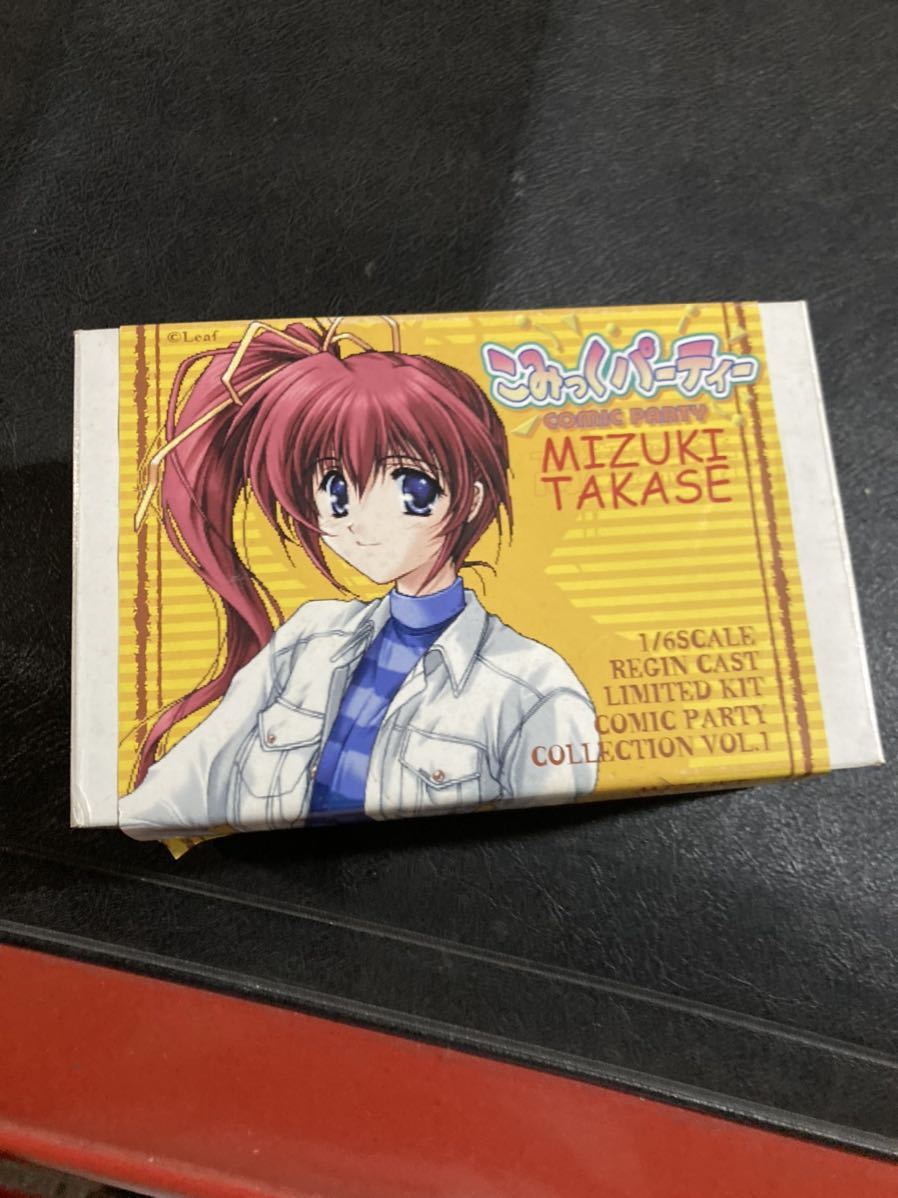 ©Leaf
こみっくパーティー
COMIC PARTY
MIZUKI
TAKASE
1/6SCALE
REGIN CAST
LIMITED KIT
COMIC PARTY
COLLECTION VOL.1